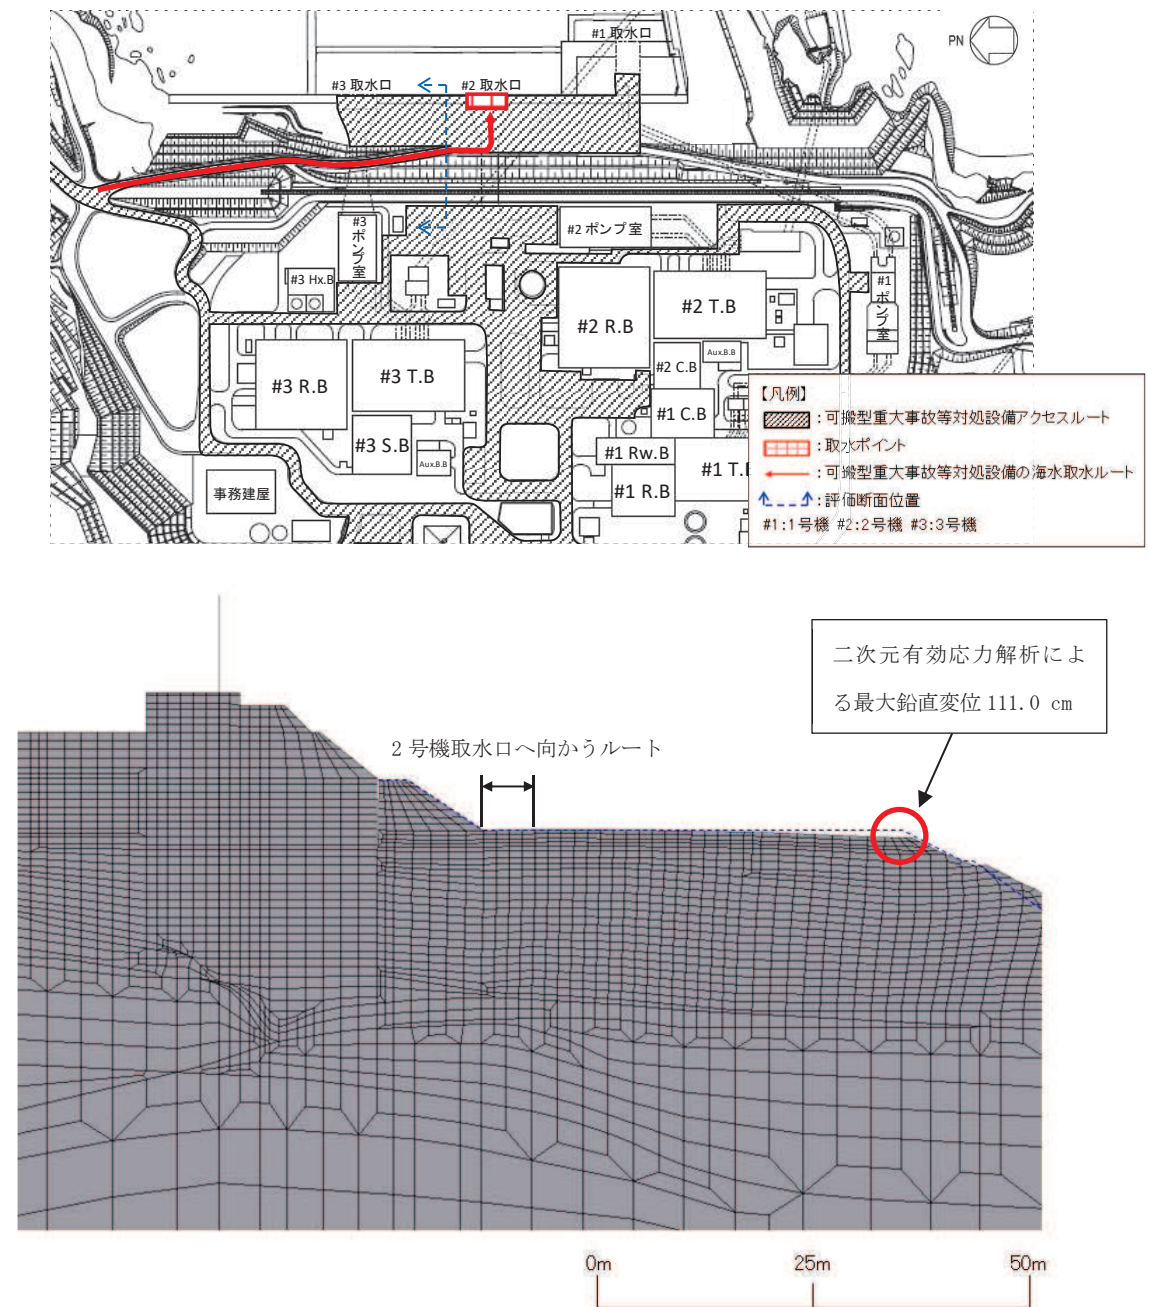 #1 取水口
PN
#3 取水口
#2 取水口
#3
ポンプ室
#2 ポンプ室
#3 Hx.B
#1
ポンプ室
#2 R.B
#2 T.B
#3 R.B
#3 T.B
#2 C.B
Aux.B.B
#1 C.B
#3 S.B
Aux.B.B
#1 Rw.B
#1 T.B
#1 R.B
事務建屋
【凡例】
：可搬型重大事故等対処設備アクセスルート
：取水ポイント
：可搬型重大事故等対処設備の海水取水ルート
：評価断面位置
#1:1号機 #2:2号機 #3:3号機
二次元有効応力解析によ
る最大鉛直変位 111.0 cm
2 号機取水口へ向かうルート
0m
25m
50m